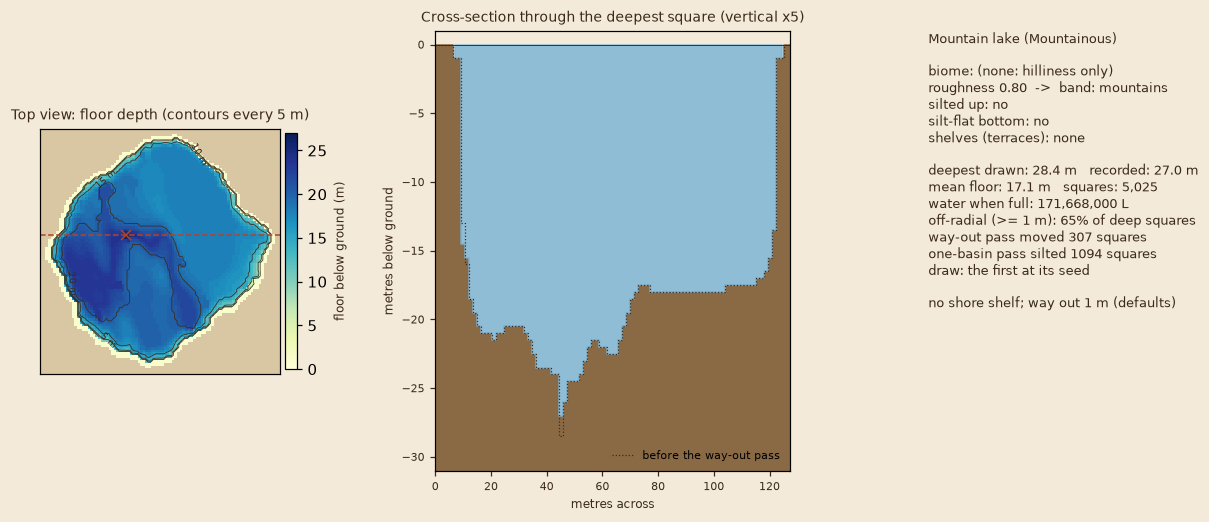 Top view: floor depth (contours every 5 m)
25
20
15
10
5
0
floor below ground (m)
Cross-section through the deepest square (vertical x5)
0
−5
−10
−15
−20
−25
−30
metres below ground
before the way-out pass
0
20
40
60
80
100
120
metres across
Mountain lake (Mountainous)
biome: (none: hilliness only)
roughness 0.80 -> band: mountains
silted up: no
silt-flat bottom: no
shelves (terraces): none
deepest drawn: 28.4 m recorded: 27.0 m
mean floor: 17.1 m squares: 5,025
water when full: 171,668,000 L
off-radial (>= 1 m): 65% of deep squares
way-out pass moved 307 squares
one-basin pass silted 1094 squares
draw: the first at its seed
no shore shelf; way out 1 m (defaults)